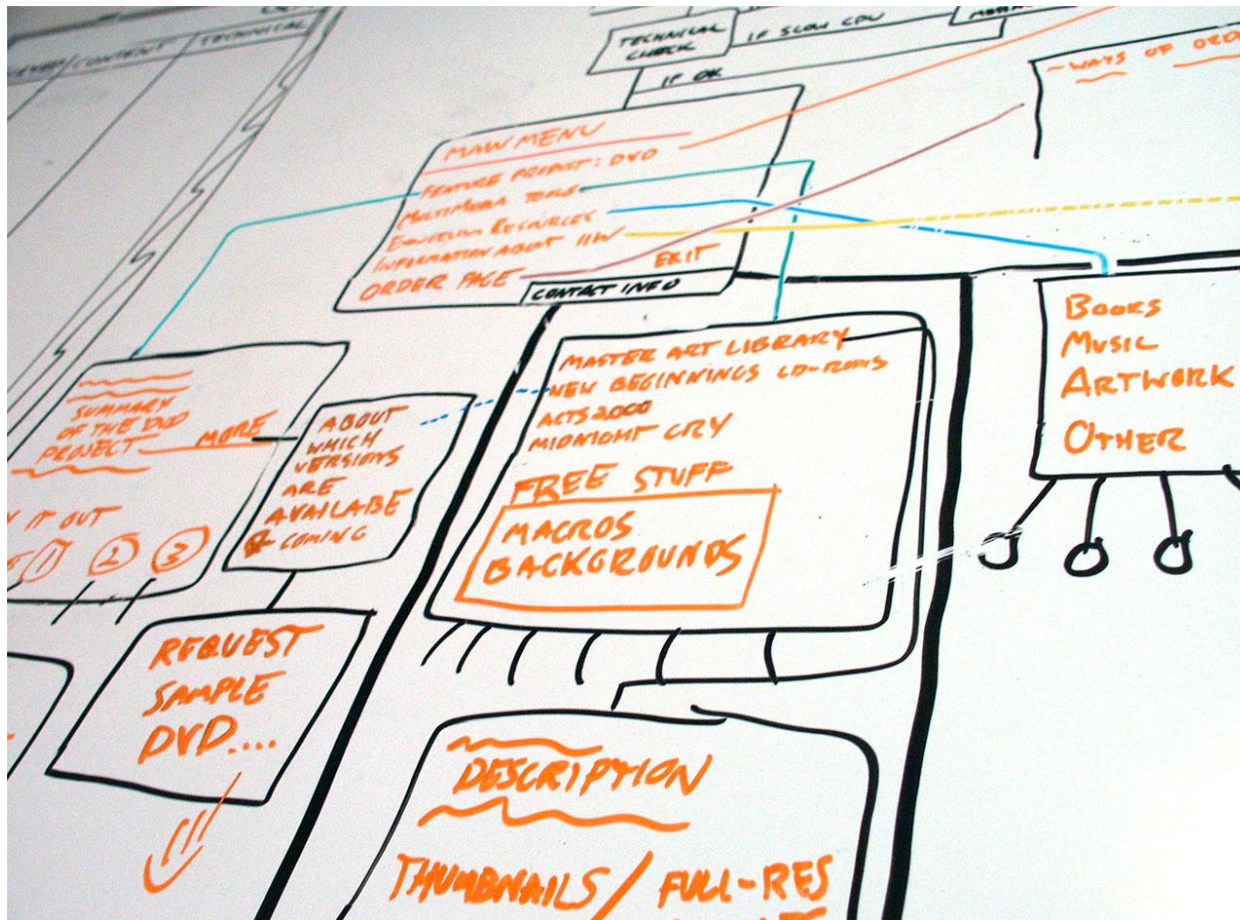 CONTENT
TECHNICAL
TECHNICAL
CHECK
IF SLOW CPU
IF OK
~WAYS OF
MAIN MENU
FEATURE PRODUCT: DVD
MULTIMEDIA TOOLS
EVANGELISM RESOURCES
INFORMATION ABOUT IIW
ORDER PAGE
EXIT
CONTACT INFO
SUMMARY
OF THE DVD
PROJECT
MORE
IT OUT
1 2 3
ABOUT
WHICH
VERSIONS
ARE
AVAILABE
COMING
REQUEST
SAMPLE
DVD....
MASTER ART LIBRARY
NEW BEGINNINGS CD-ROMS
ACTS 2000
MIDNIGHT CRY
FREE STUFF
MACROS
BACKGROUNDS
BOOKS
MUSIC
ARTWORK
OTHER
DESCRIPTION
THUMBNAILS / FULL-RES